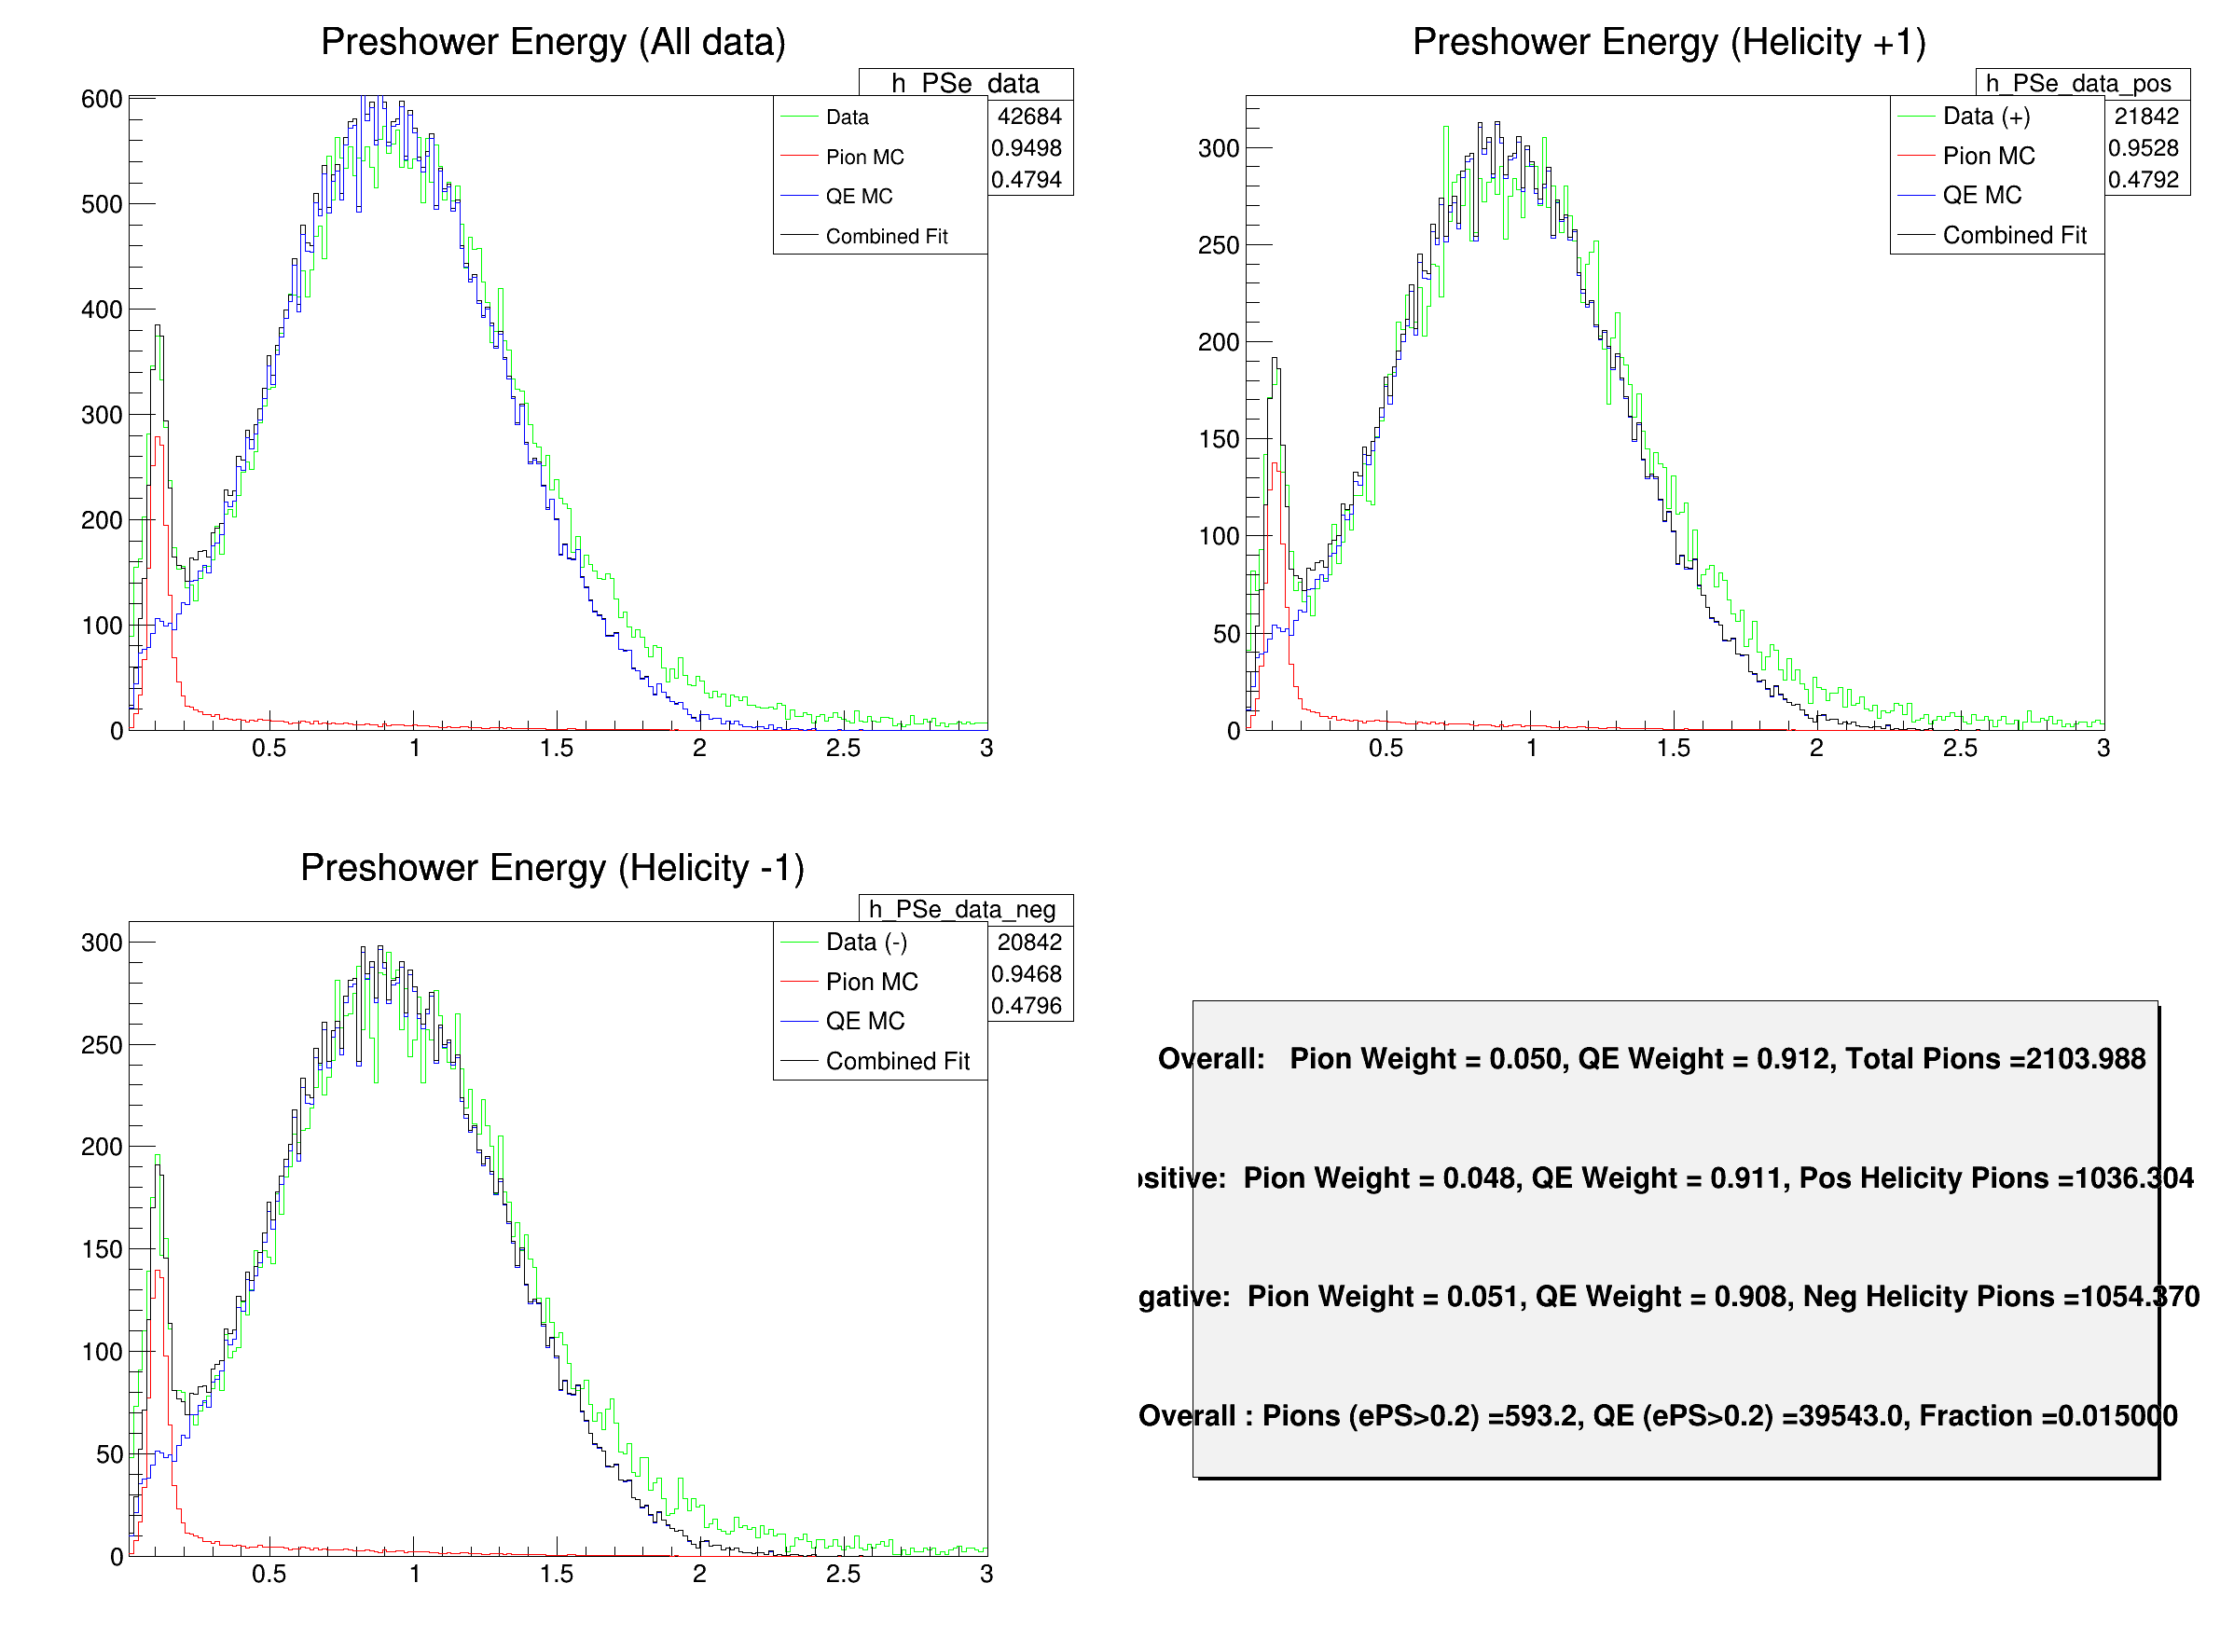 Preshower Energy (All data)
h_PSe_data
42684
0.9498
0.4794
Data
Pion MC
QE MC
Combined Fit
600
500
400
300
200
100
0
0.5
1
1.5
2
2.5
3
Preshower Energy (Helicity +1)
h_PSe_data_pos
21842
0.9528
0.4792
Data (+)
Pion MC
QE MC
Combined Fit
300
250
200
150
100
50
0
0.5
1
1.5
2
2.5
3
Preshower Energy (Helicity -1)
h_PSe_data_neg
20842
0.9468
0.4796
Data (-)
Pion MC
QE MC
Combined Fit
300
250
200
150
100
50
0
0.5
1
1.5
2
2.5
3
Overall: Pion Weight = 0.050, QE Weight = 0.912, Total Pions =2103.988
ositive: Pion Weight = 0.048, QE Weight = 0.911, Pos Helicity Pions =1036.304
gative: Pion Weight = 0.051, QE Weight = 0.908, Neg Helicity Pions =1054.370
Overall : Pions (ePS>0.2) =593.2, QE (ePS>0.2) =39543.0, Fraction =0.015000